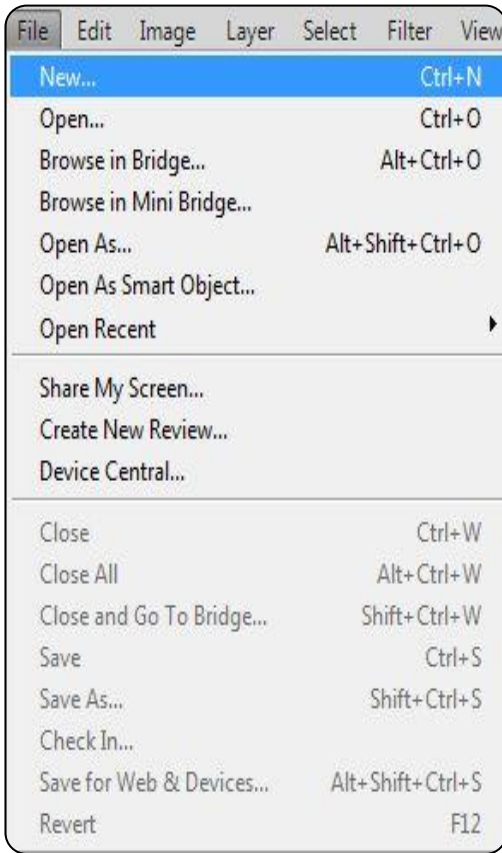 File Edit Image Layer Select Filter View
New... Ctrl+N
Open... Ctrl+O
Browse in Bridge... Alt+Ctrl+O
Browse in Mini Bridge...
Open As... Alt+Shift+Ctrl+O
Open As Smart Object...
Open Recent
Share My Screen...
Create New Review...
Device Central...
Close Ctrl+W
Close All Alt+Ctrl+W
Close and Go To Bridge... Shift+Ctrl+W
Save Ctrl+S
Save As... Shift+Ctrl+S
Check In...
Save for Web & Devices... Alt+Shift+Ctrl+S
Revert F12